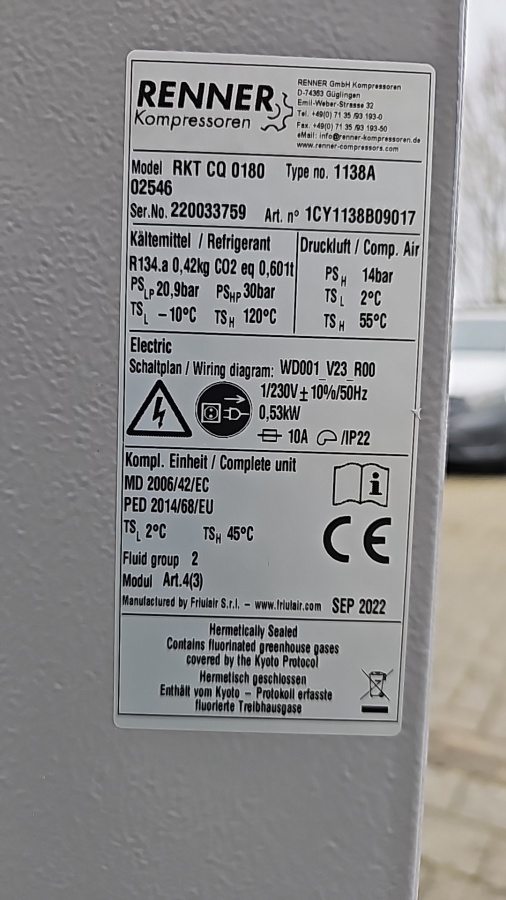 RENNER
Kompressoren
RENNER GmbH Kompressoren
D-74363 Güglingen
Emil-Weber-Strasse 32
Tel. +49(0) 71 35 /93 193-0
Fax. +49(0) 71 35 /93 193-50
eMail: info@renner-kompressoren.de
www.renner-compressors.com
Model RKT CQ 0180 Type no. 1138A
02546
Ser.No. 220033759 Art. n° 1CY1138B09017
Kältemittel / Refrigerant
R134.a 0,42kg CO2 eq 0,601t
PSLP 20,9bar PSHP 30bar
TSL -10°C TSH 120°C
Druckluft / Comp. Air
PSH 14bar
TSL 2°C
TSH 55°C
Electric
Schaltplan / Wiring diagram: WD001_V23_R00
1/230V±10%/50Hz
0,53kW
10A /IP22
Kompl. Einheit / Complete unit
MD 2006/42/EC
PED 2014/68/EU
TSL 2°C TSH 45°C
Fluid group 2
Modul Art.4(3)
CE
Manufactured by Friulair S.r.l. - www.friulair.com SEP 2022
Hermetically Sealed
Contains fluorinated greenhouse gases
covered by the Kyoto Protocol
Hermetisch geschlossen
Enthält vom Kyoto - Protokoll erfasste
fluorierte Treibhausgase